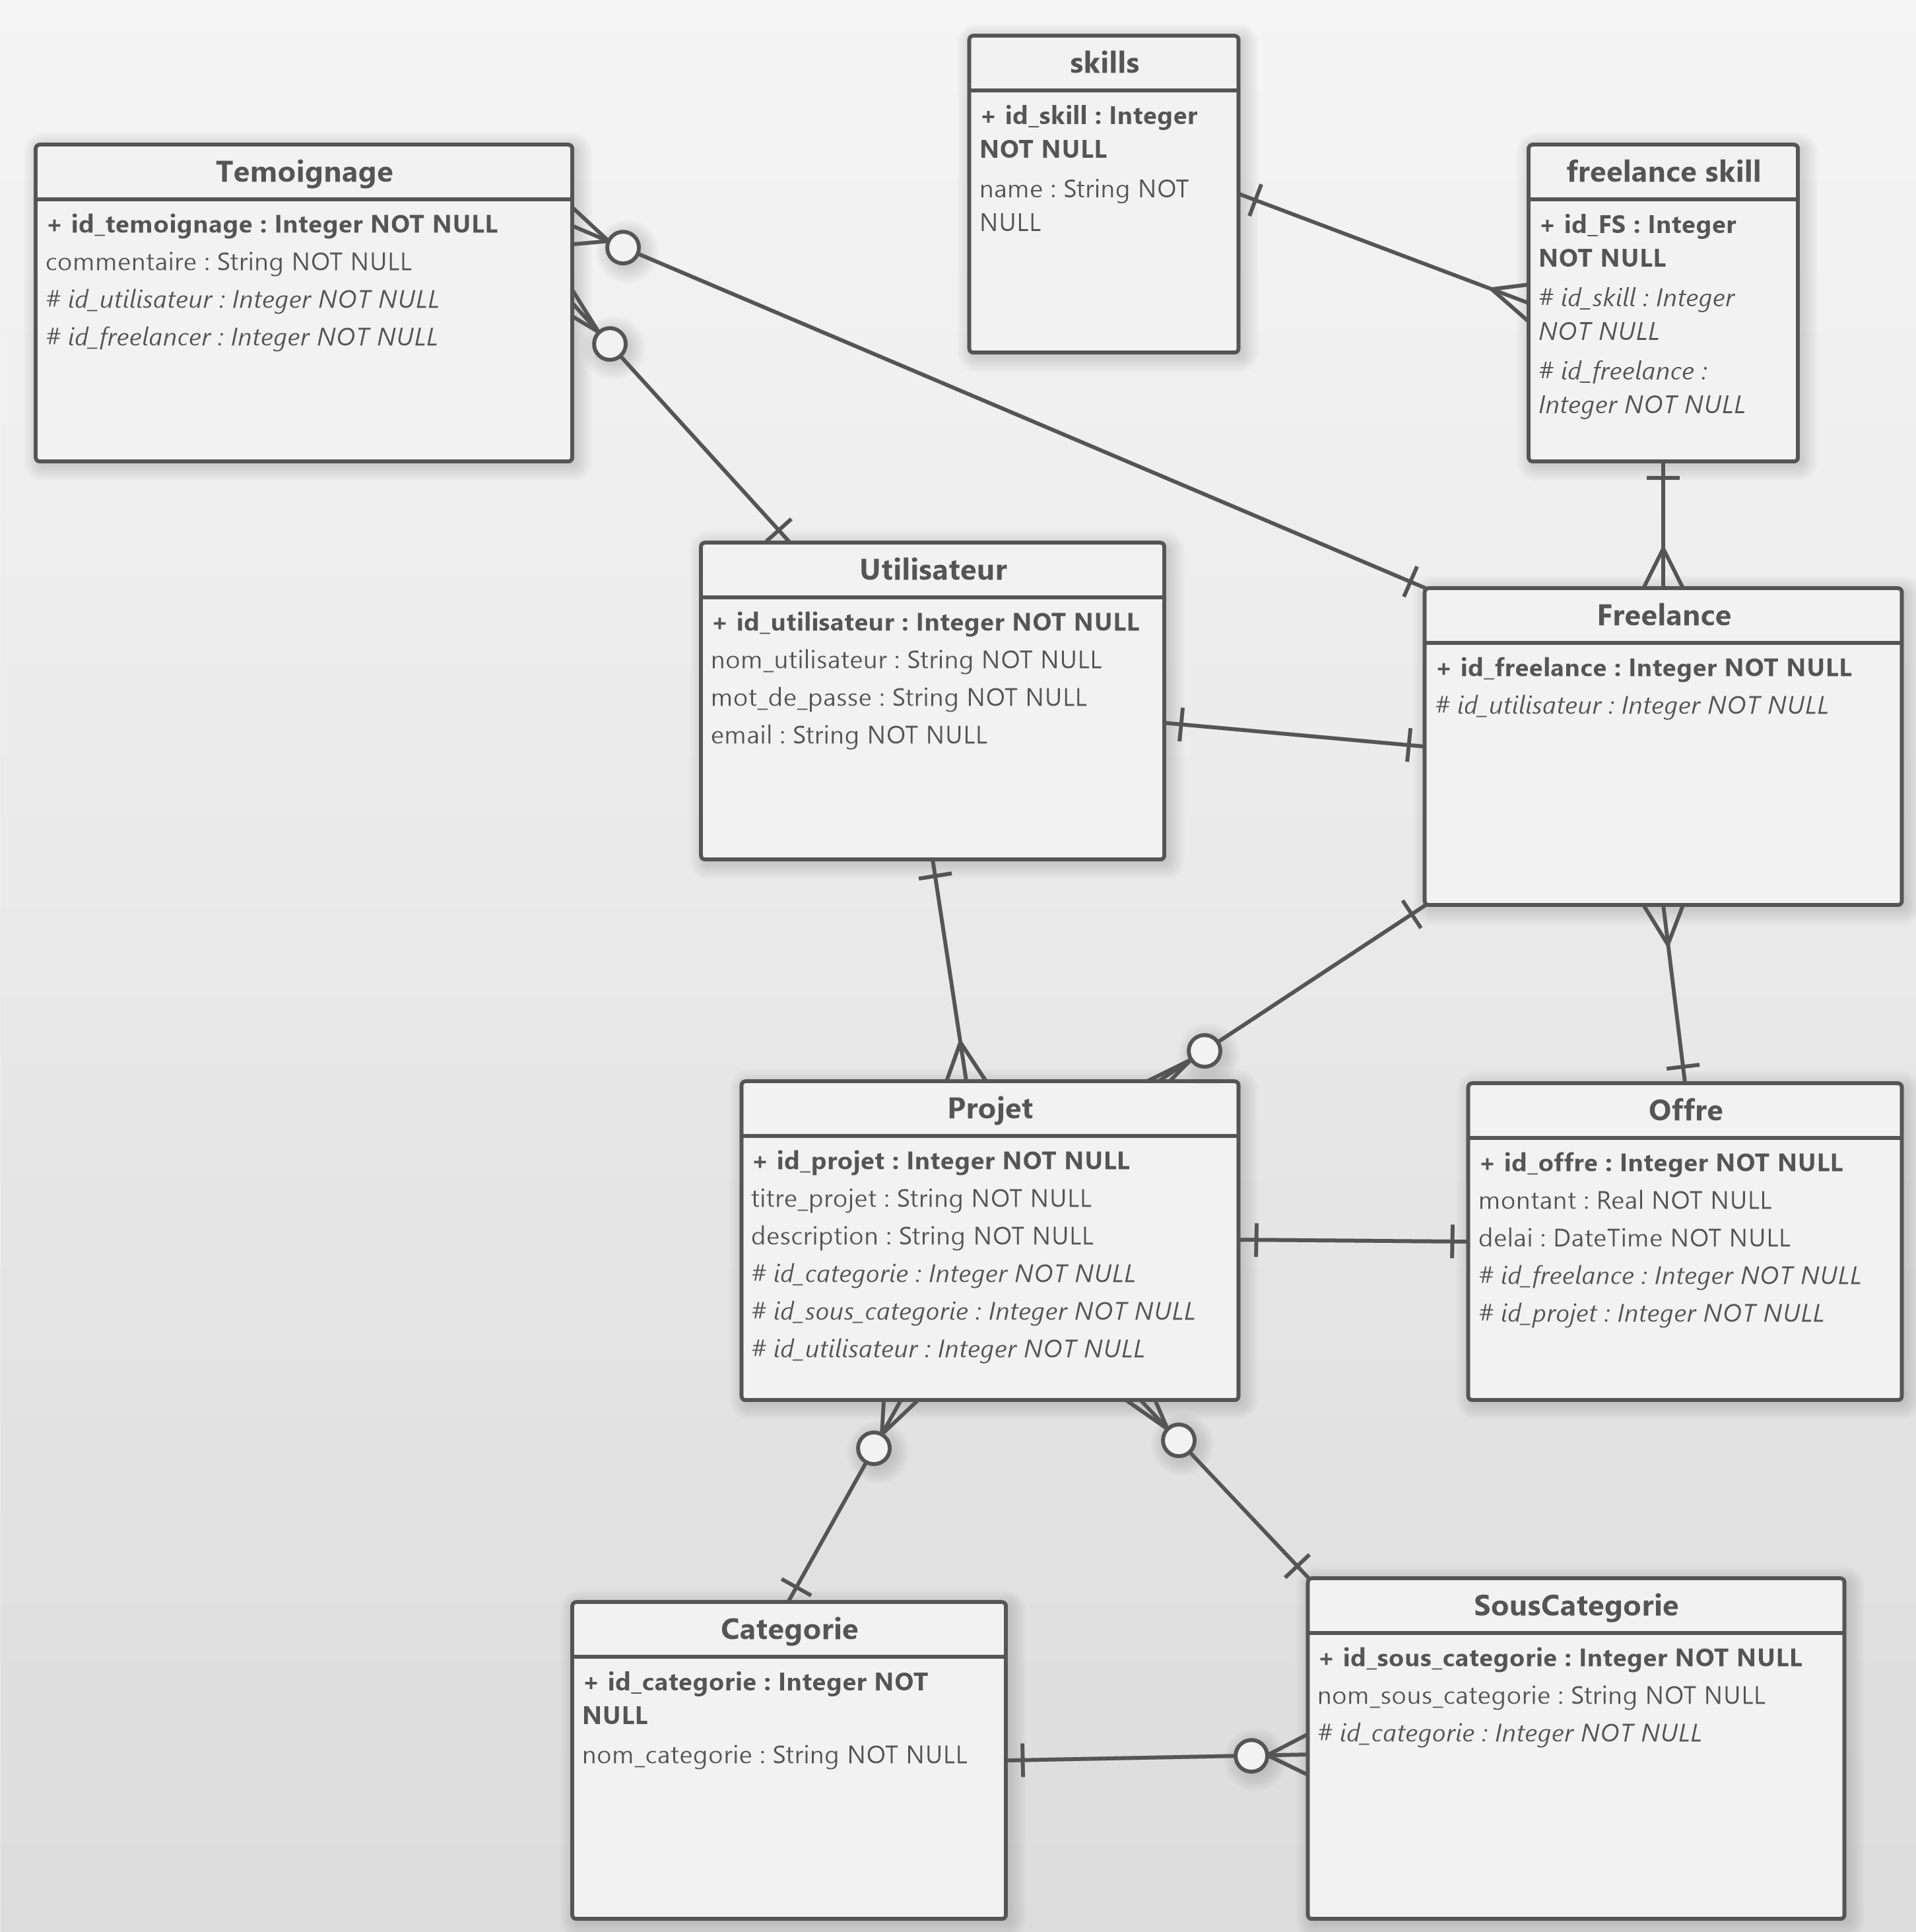 skills
+ id_skill : Integer
NOT NULL
name : String NOT
NULL
Temoignage
+ id_temoignage : Integer NOT NULL
commentaire : String NOT NULL
# id_utilisateur : Integer NOT NULL
# id_freelancer : Integer NOT NULL
freelance skill
+ id_FS : Integer
NOT NULL
# id_skill : Integer
NOT NULL
# id_freelance :
Integer NOT NULL
Utilisateur
+ id_utilisateur : Integer NOT NULL
nom_utilisateur : String NOT NULL
mot_de_passe : String NOT NULL
email : String NOT NULL
Freelance
+ id_freelance : Integer NOT NULL
# id_utilisateur : Integer NOT NULL
Projet
+ id_projet : Integer NOT NULL
titre_projet : String NOT NULL
description : String NOT NULL
# id_categorie : Integer NOT NULL
# id_sous_categorie : Integer NOT NULL
# id_utilisateur : Integer NOT NULL
Offre
+ id_offre : Integer NOT NULL
montant : Real NOT NULL
delai : DateTime NOT NULL
# id_freelance : Integer NOT NULL
# id_projet : Integer NOT NULL
Categorie
+ id_categorie : Integer NOT
NULL
nom_categorie : String NOT NULL
SousCategorie
+ id_sous_categorie : Integer NOT NULL
nom_sous_categorie : String NOT NULL
# id_categorie : Integer NOT NULL